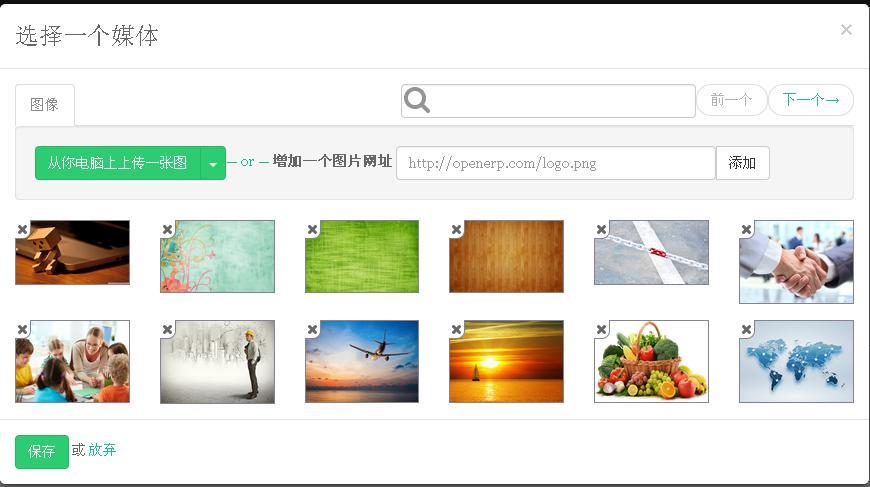 选择一个媒体 ×
图像
前一个 下一个→
从你电脑上上传一张图 — or — 增加一个图片网址 http://openerp.com/logo.png 添加
保存 或 放弃